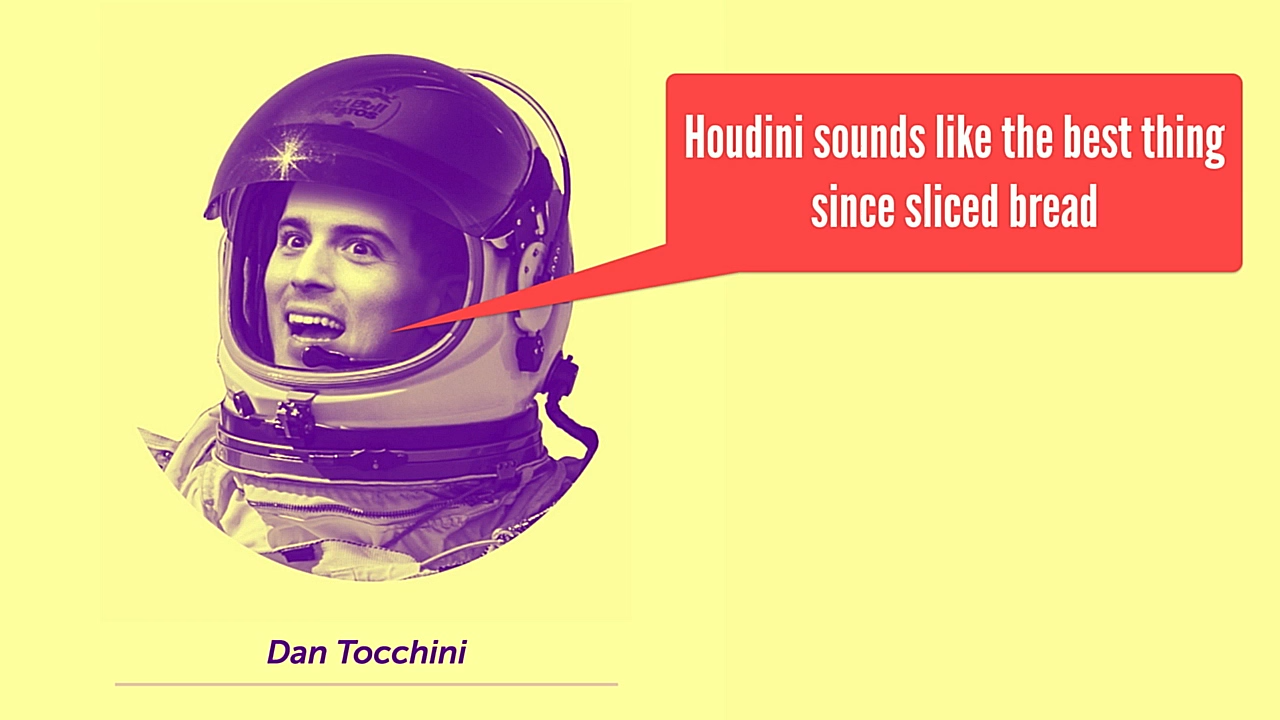 Houdini sounds like the best thing
since sliced bread
Dan Tocchini